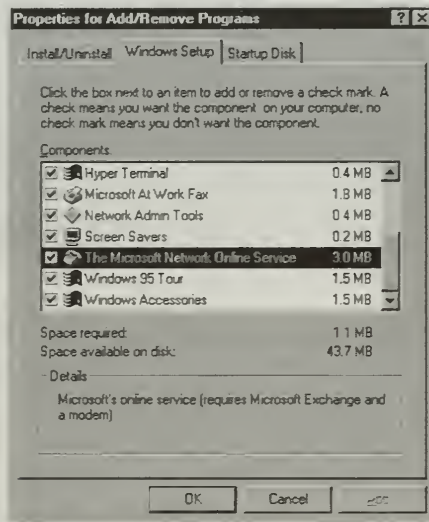 Properties for Add/Remove Programs
Install/Uninstall Windows Setup Startup Disk
Click the box next to an item to add or remove a check mark. A
check means you want the component on your computer, no
check mark means you don't want the component.
Components
Hyper Terminal 0.4 MB
Microsoft At Work Fax 1.8 MB
Network Admin Tools 0.4 MB
Screen Savers 0.2 MB
The Microsoft Network Online Service 3.0 MB
Windows 95 Tour 1.5 MB
Windows Accessories 1.5 MB
Space required: 1.1 MB
Space available on disk: 43.7 MB
Details
Microsoft's online service (requires Microsoft Exchange and
a modem)
OK Cancel